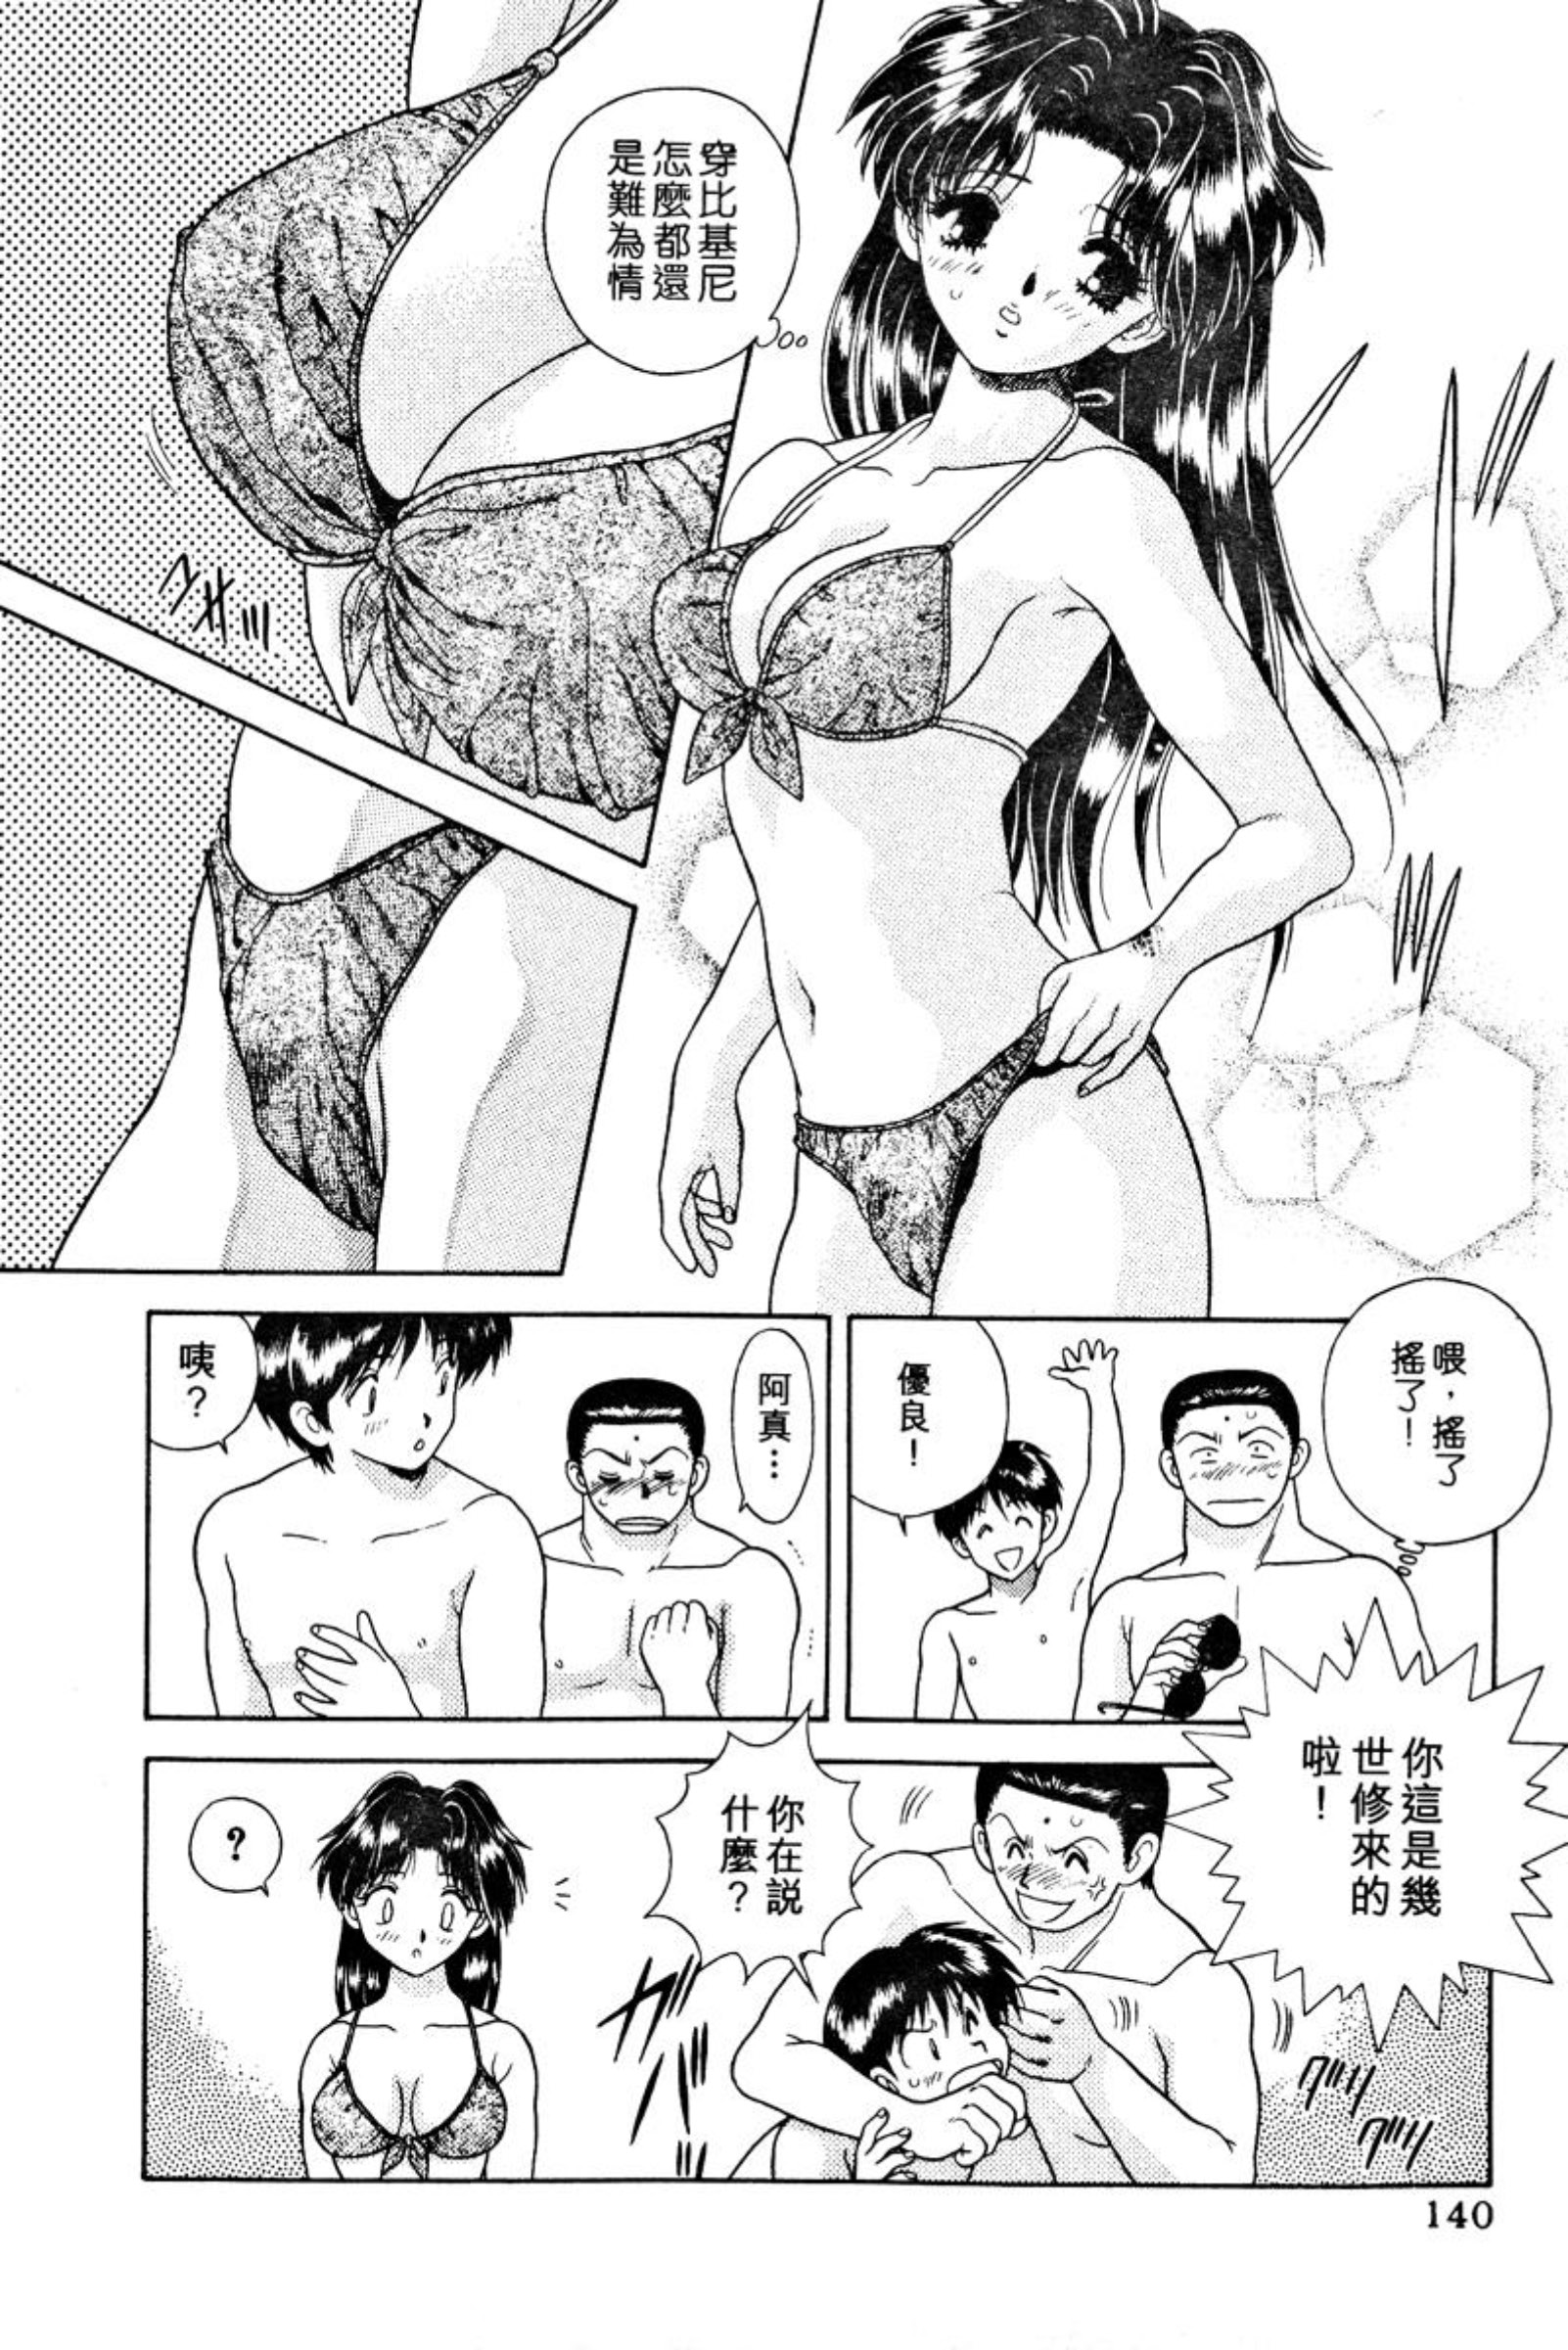 穿比基尼
怎麼都還
是難為情
喂，搖了
搖了！
優良！
阿真…
咦？
你這是幾
世修來的
啦！
你在説
什麼？
？
140